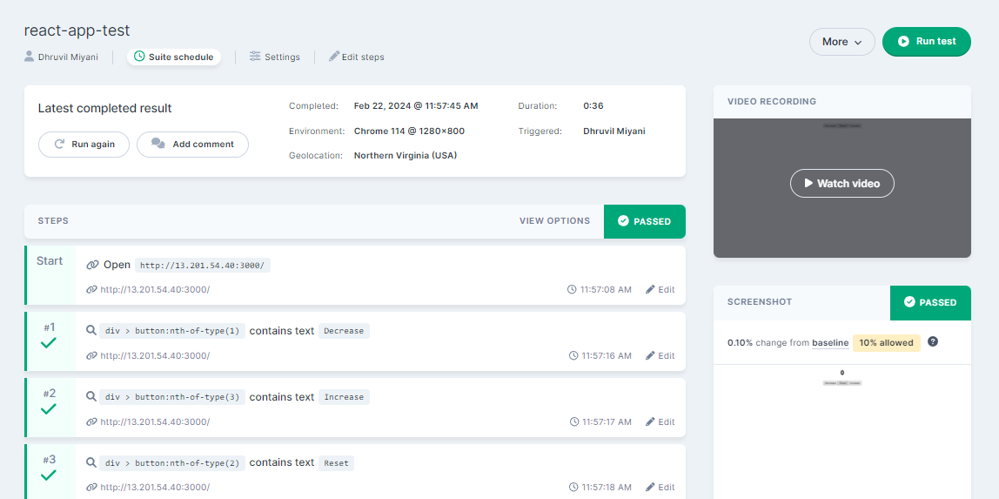 react-app-test
Dhruvil Miyani
Suite schedule
Settings
Edit steps
More
Run test
Latest completed result
Run again
Add comment
Completed: Feb 22, 2024 @ 11:57:45 AM
Duration: 0:36
Environment: Chrome 114 @ 1280×800
Triggered: Dhruvil Miyani
Geolocation: Northern Virginia (USA)
STEPS
VIEW OPTIONS
PASSED
Start
Open http://13.201.54.40:3000/
http://13.201.54.40:3000/
11:57:08 AM
Edit
#1
div > button:nth-of-type(1) contains text Decrease
http://13.201.54.40:3000/
11:57:16 AM
Edit
#2
div > button:nth-of-type(3) contains text Increase
http://13.201.54.40:3000/
11:57:17 AM
Edit
#3
div > button:nth-of-type(2) contains text Reset
http://13.201.54.40:3000/
11:57:18 AM
Edit
VIDEO RECORDING
Watch video
SCREENSHOT
PASSED
0.10% change from baseline 10% allowed ?
0